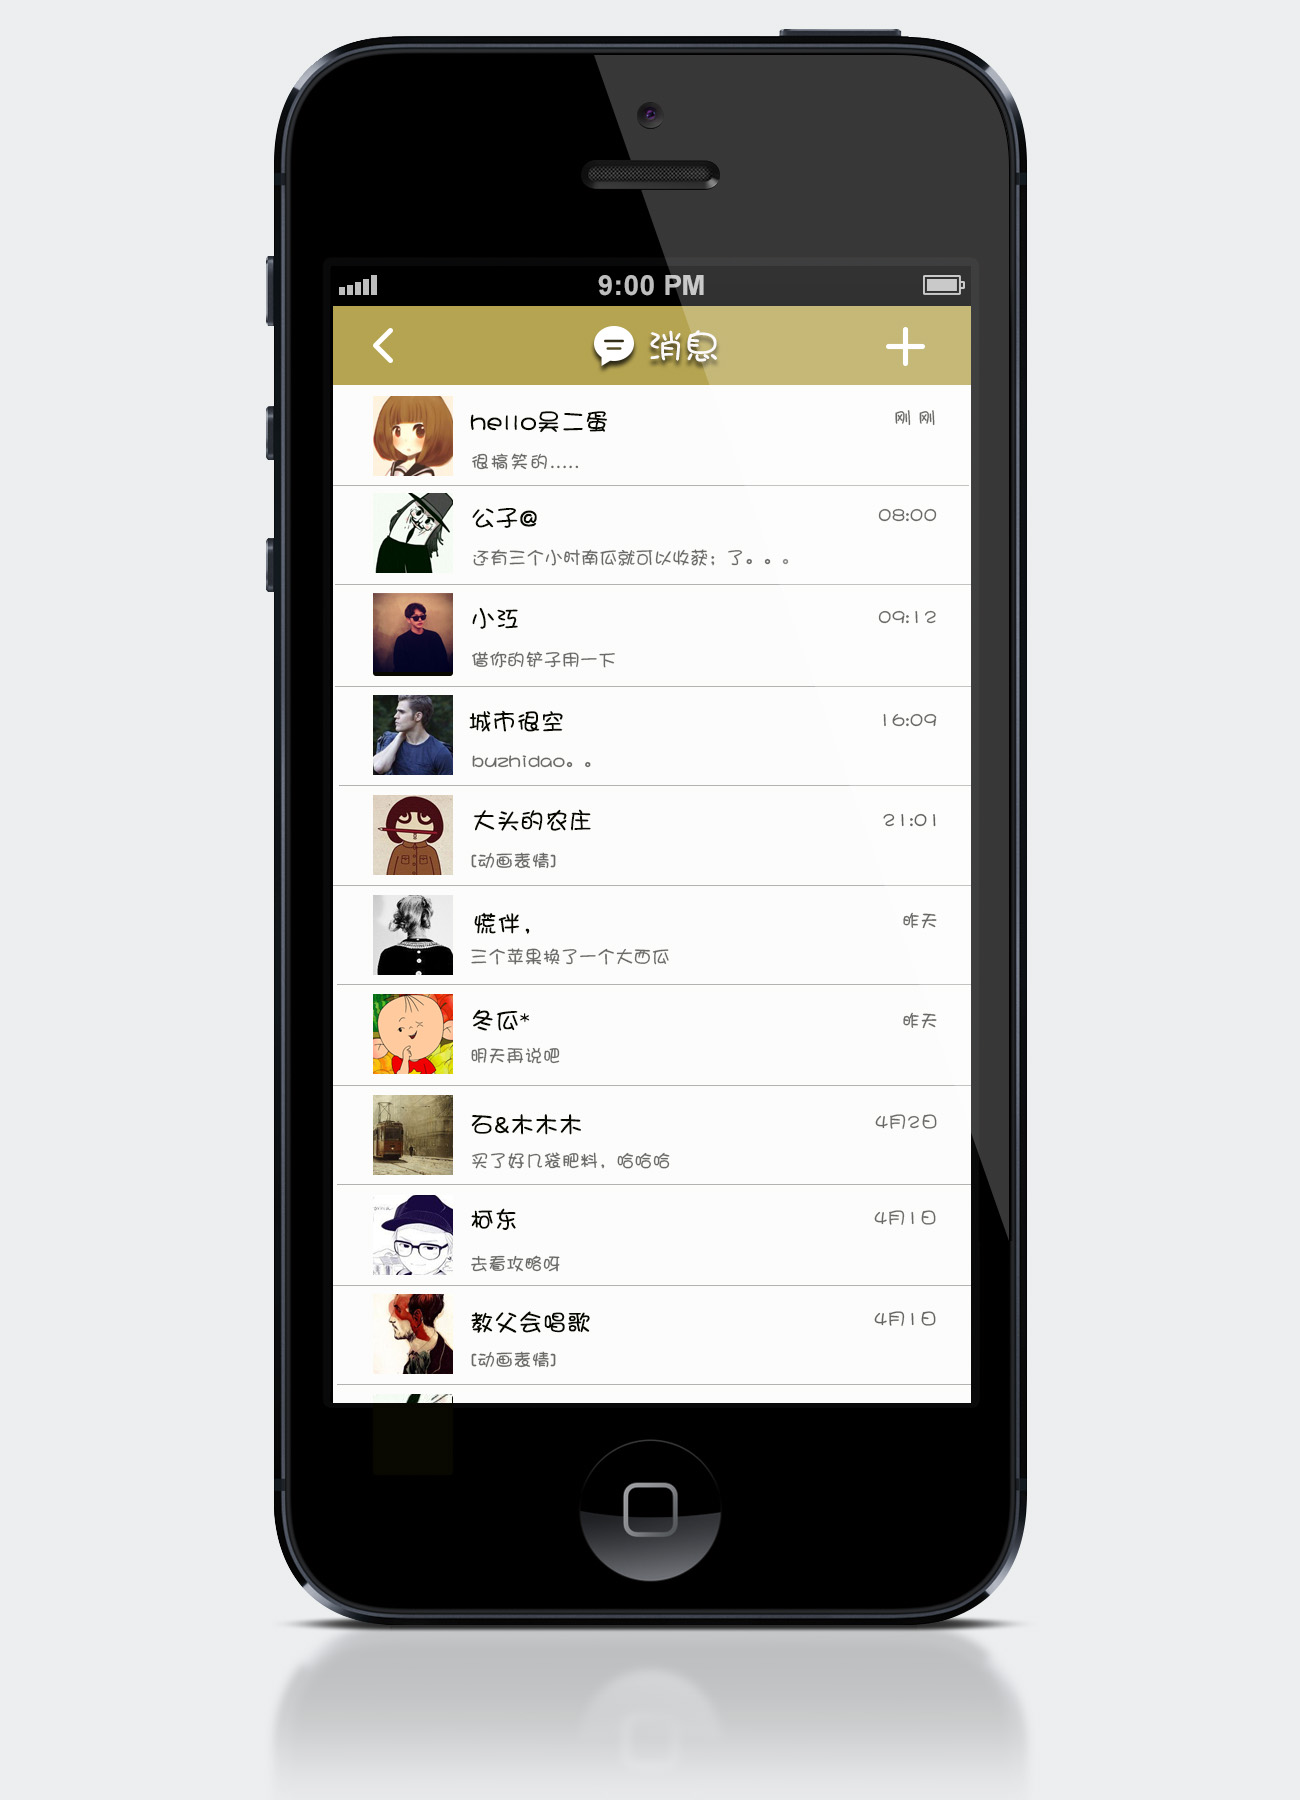 9:00 PM
消息
hello吴二蛋
刚 刚
很搞笑的.....
公子@
08:00
还有三个小时南瓜就可以收获；了。。。
小江
09:12
借你的铲子用一下
城市很空
16:09
buzhidao。。
大头的农庄
21:01
[动画表情]
慌伴，
昨天
三个苹果换了一个大西瓜
冬瓜*
昨天
明天再说吧
石&木木木
4月2日
买了好几袋肥料，哈哈哈
柯东
4月1日
去看攻略呀
教父会唱歌
4月1日
[动画表情]